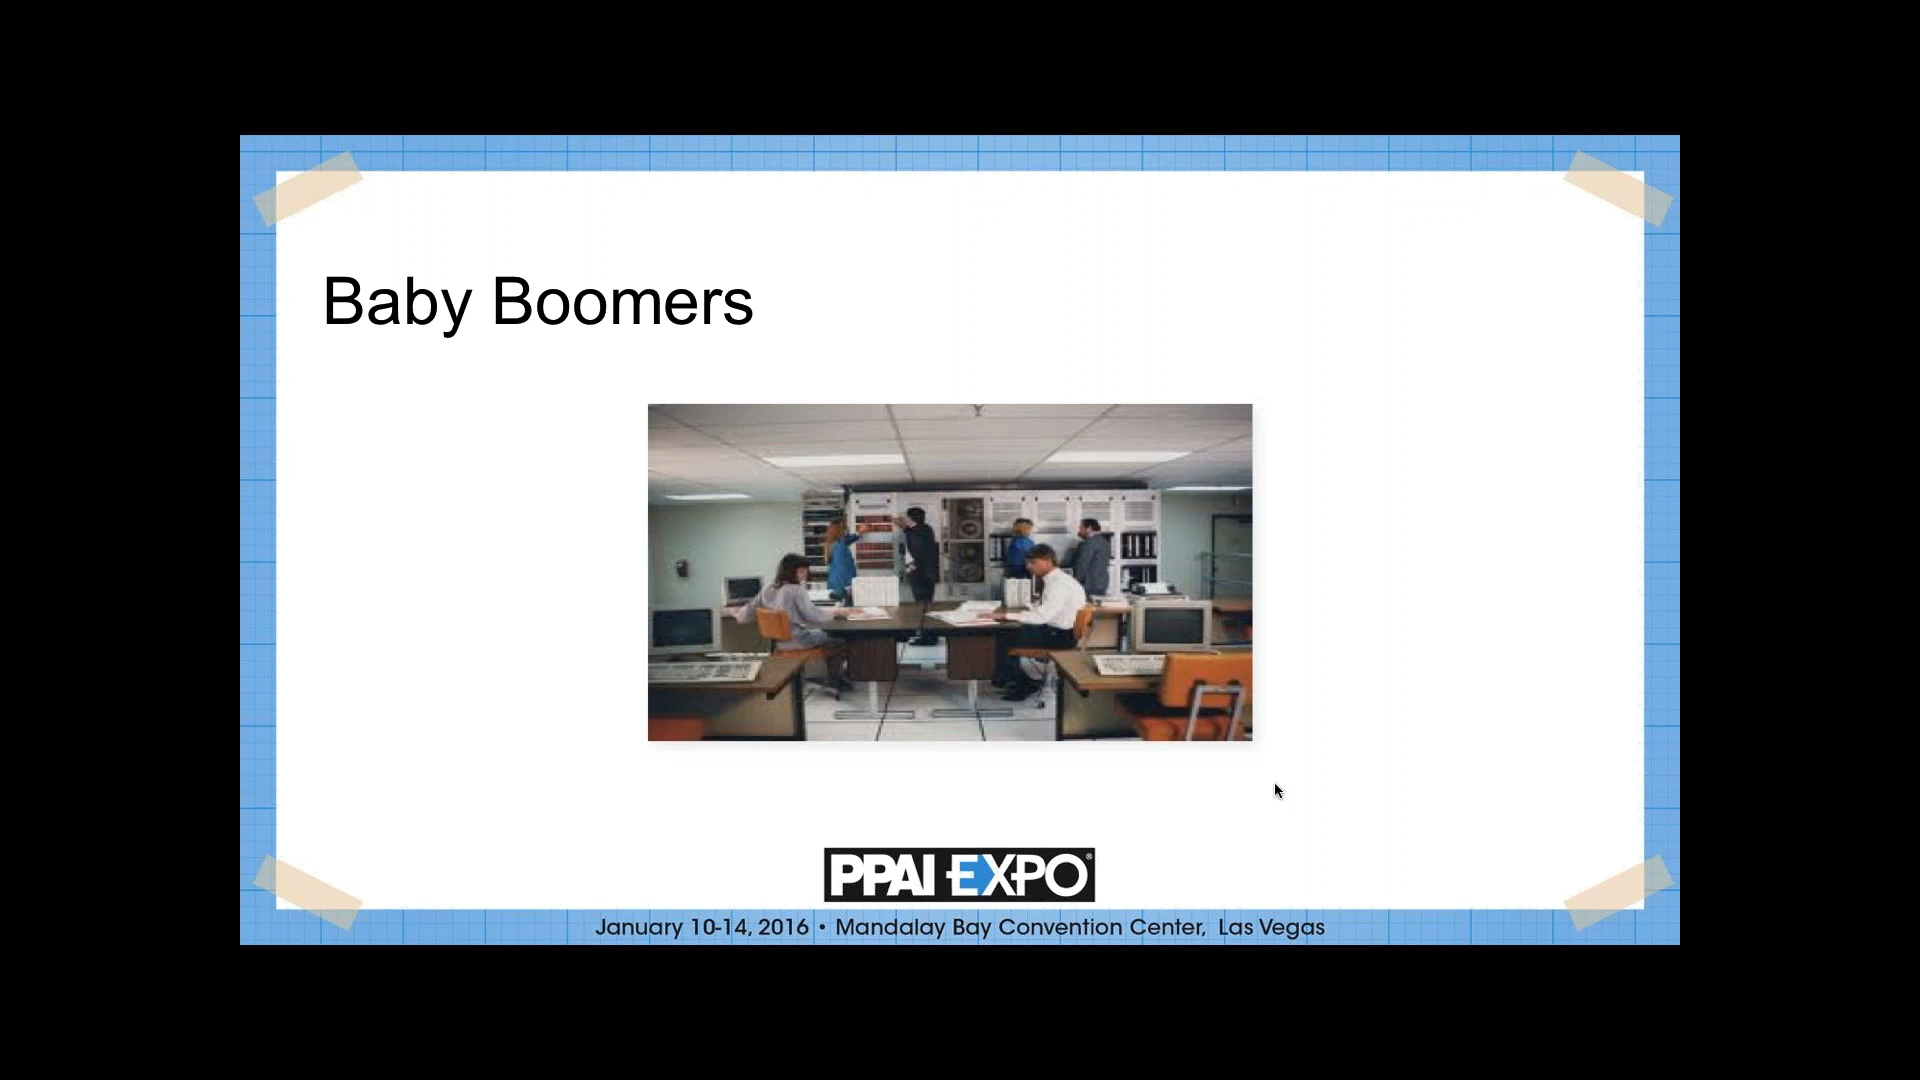 Baby Boomers
PPAI EXPO®
January 10-14, 2016 • Mandalay Bay Convention Center, Las Vegas